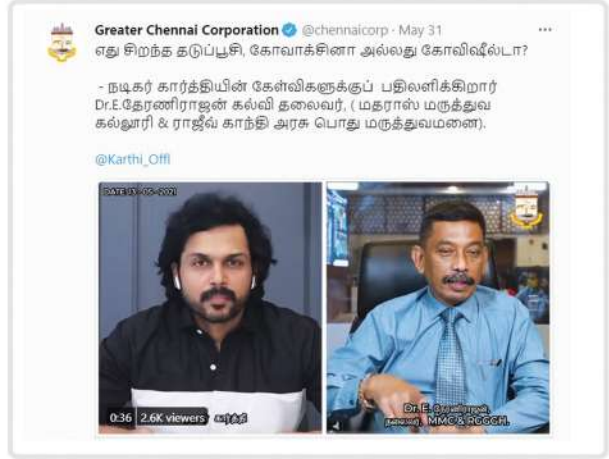 Greater Chennai Corporation @chennaicorp · May 31
எது சிறந்த தடுப்பூசி, கோவாக்சினா அல்லது கோவிஷீல்டா?
- நடிகர் கார்த்தியின் கேள்விகளுக்குப் பதிலளிக்கிறார்
Dr.E.தேரணிராஜன் கல்வி தலைவர், ( மதராஸ் மருத்துவ
கல்லூரி & ராஜீவ் காந்தி அரசு பொது மருத்துவமனை).
@Karthi_Offl
DATE:13-05-2021
0:36 2.6K viewers கார்த்தி
Dr. E. தேரணிராஜன்,
தலைவர், MMC & RGGGH.